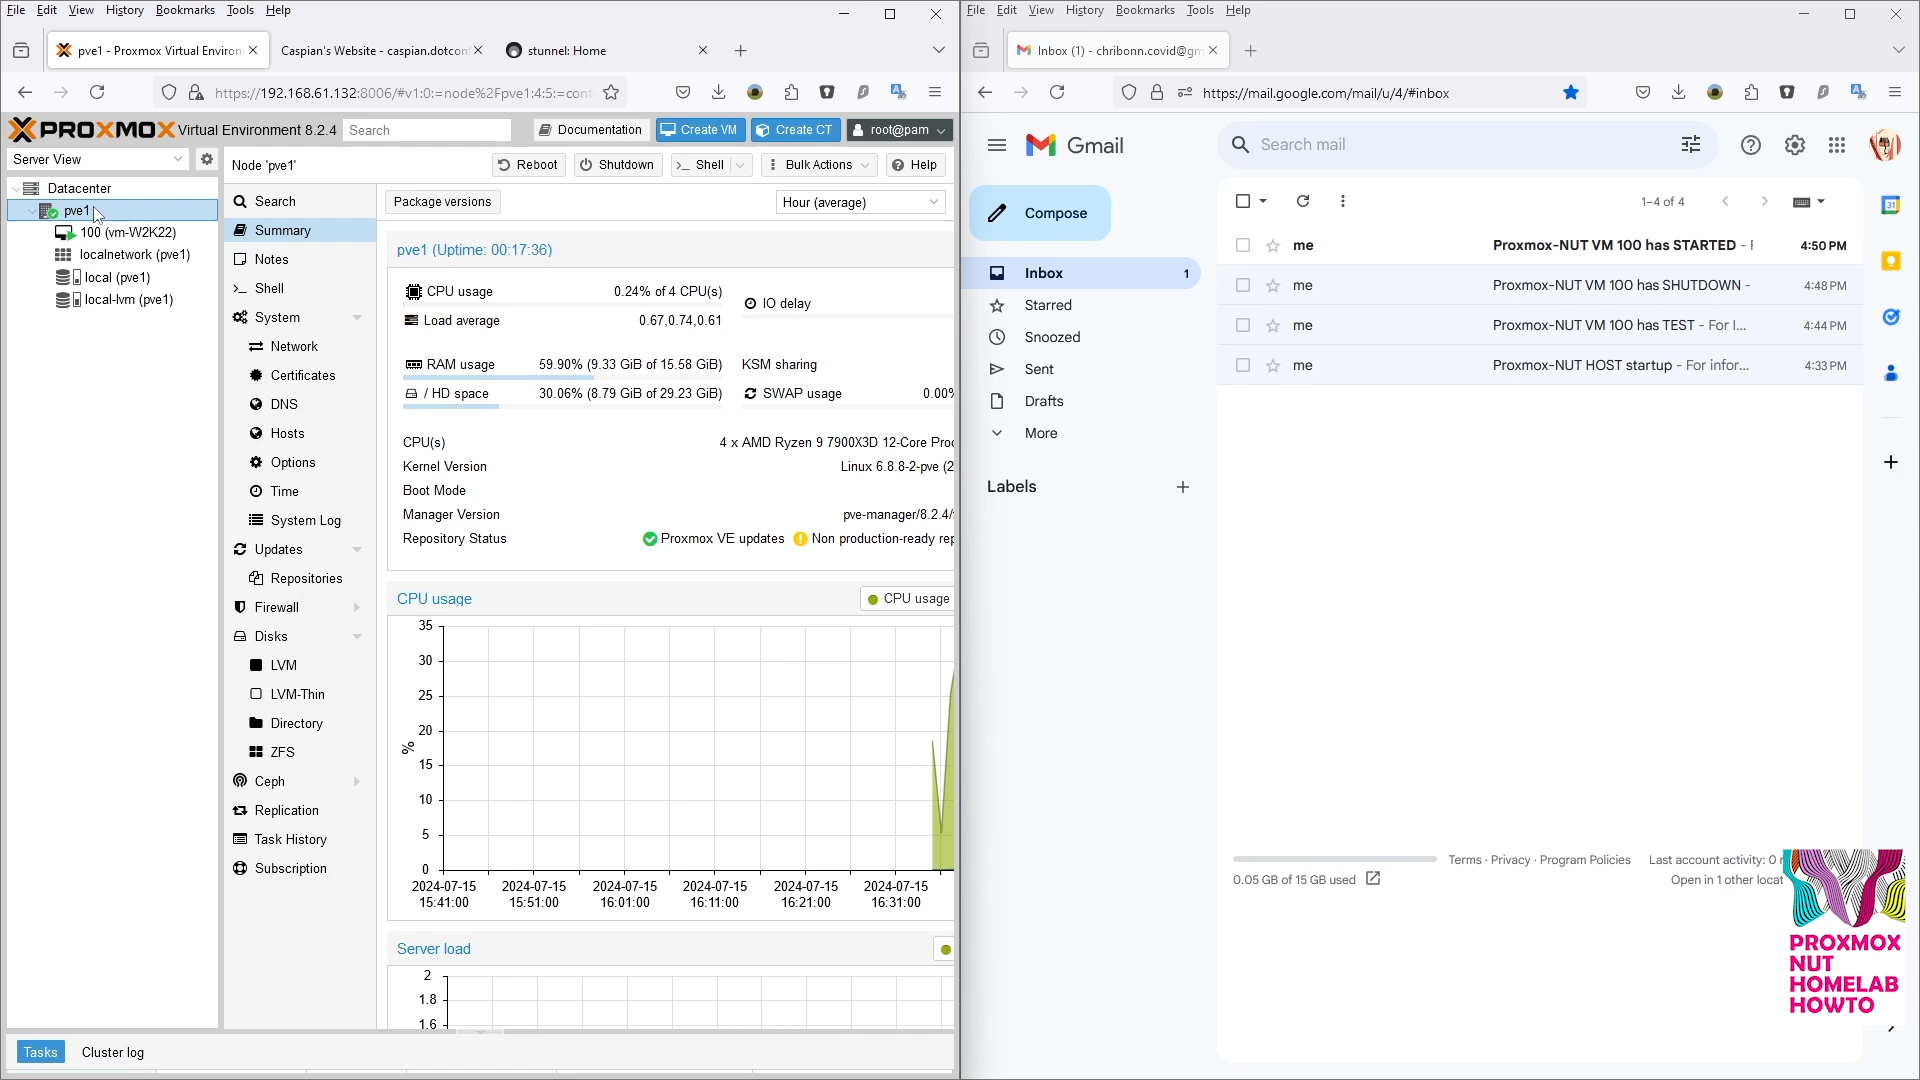 File Edit View History Bookmarks Tools Help
pve1 - Proxmox Virtual Environ
Caspian's Website - caspian.dotcon
stunnel: Home
https://192.168.61.132:8006/#v1:0:=node%2Fpve1:4:5:=cont
PROXMOX Virtual Environment 8.2.4
Search
Documentation
Create VM
Create CT
root@pam
Server View
Node 'pve1'
Reboot
Shutdown
Shell
Bulk Actions
Help
Datacenter
pve1
100 (vm-W2K22)
localnetwork (pve1)
local (pve1)
local-lvm (pve1)
Search
Summary
Notes
Shell
System
Network
Certificates
DNS
Hosts
Options
Time
System Log
Updates
Repositories
Firewall
Disks
LVM
LVM-Thin
Directory
ZFS
Ceph
Replication
Task History
Subscription
Package versions
Hour (average)
pve1 (Uptime: 00:17:36)
CPU usage 0.24% of 4 CPU(s)
IO delay
Load average 0.67,0.74,0.61
RAM usage 59.90% (9.33 GiB of 15.58 GiB)
KSM sharing
/ HD space 30.06% (8.79 GiB of 29.23 GiB)
SWAP usage 0.00%
CPU(s) 4 x AMD Ryzen 9 7900X3D 12-Core Proc
Kernel Version Linux 6.8.8-2-pve (2
Boot Mode
Manager Version pve-manager/8.2.4/
Repository Status Proxmox VE updates Non production-ready rep
CPU usage
CPU usage
35
30
25
20
15
10
5
0
%
2024-07-15 15:41:00
2024-07-15 15:51:00
2024-07-15 16:01:00
2024-07-15 16:11:00
2024-07-15 16:21:00
2024-07-15 16:31:00
Server load
2
1.8
1.6
Tasks
Cluster log
File Edit View History Bookmarks Tools Help
Inbox (1) - chribonn.covid@gm
https://mail.google.com/mail/u/4/#inbox
Gmail
Search mail
Compose
Inbox 1
Starred
Snoozed
Sent
Drafts
More
Labels
1–4 of 4
me Proxmox-NUT VM 100 has STARTED - 4:50 PM
me Proxmox-NUT VM 100 has SHUTDOWN - 4:48 PM
me Proxmox-NUT VM 100 has TEST - For I... 4:44 PM
me Proxmox-NUT HOST startup - For infor... 4:33 PM
31
0.05 GB of 15 GB used
Terms · Privacy · Program Policies
Last account activity: 0
Open in 1 other locat
PROXMOX
NUT
HOMELAB
HOWTO